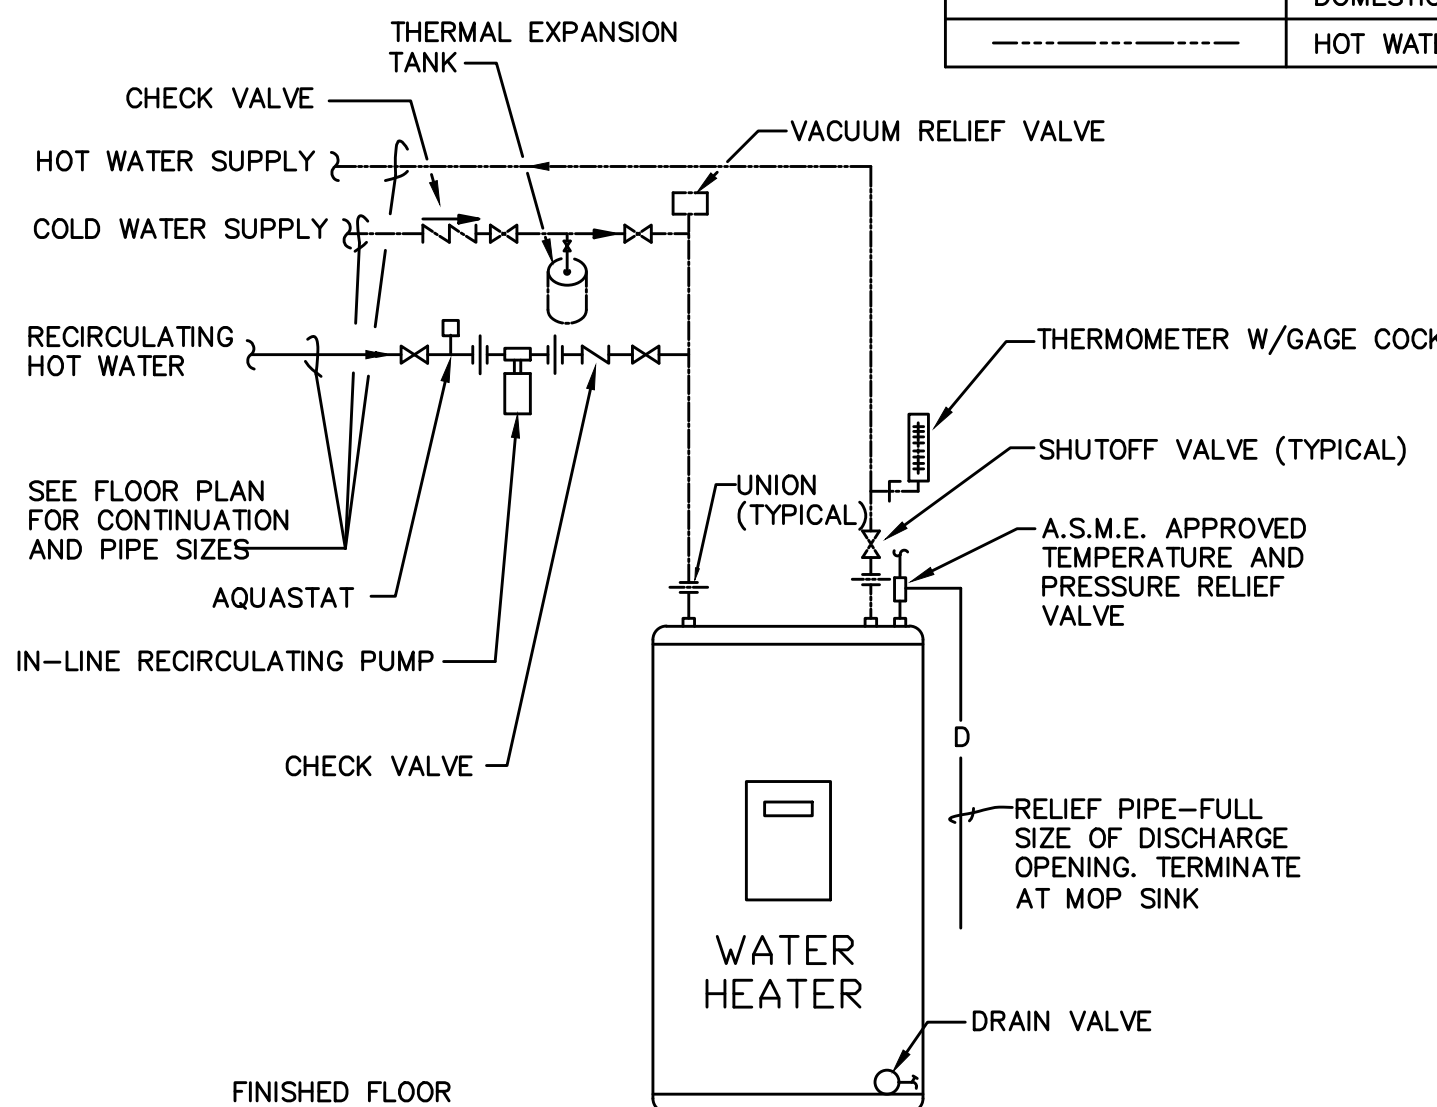 HOT WATER
THERMAL EXPANSION
TANK
CHECK VALVE
VACUUM RELIEF VALVE
HOT WATER SUPPLY
COLD WATER SUPPLY
RECIRCULATING
HOT WATER
THERMOMETER W/GAGE COCK
SHUTOFF VALVE (TYPICAL)
SEE FLOOR PLAN
FOR CONTINUATION
AND PIPE SIZES
UNION
(TYPICAL)
A.S.M.E. APPROVED
TEMPERATURE AND
PRESSURE RELIEF
VALVE
AQUASTAT
IN-LINE RECIRCULATING PUMP
D
CHECK VALVE
RELIEF PIPE-FULL
SIZE OF DISCHARGE
OPENING. TERMINATE
AT MOP SINK
WATER
HEATER
DRAIN VALVE
FINISHED FLOOR